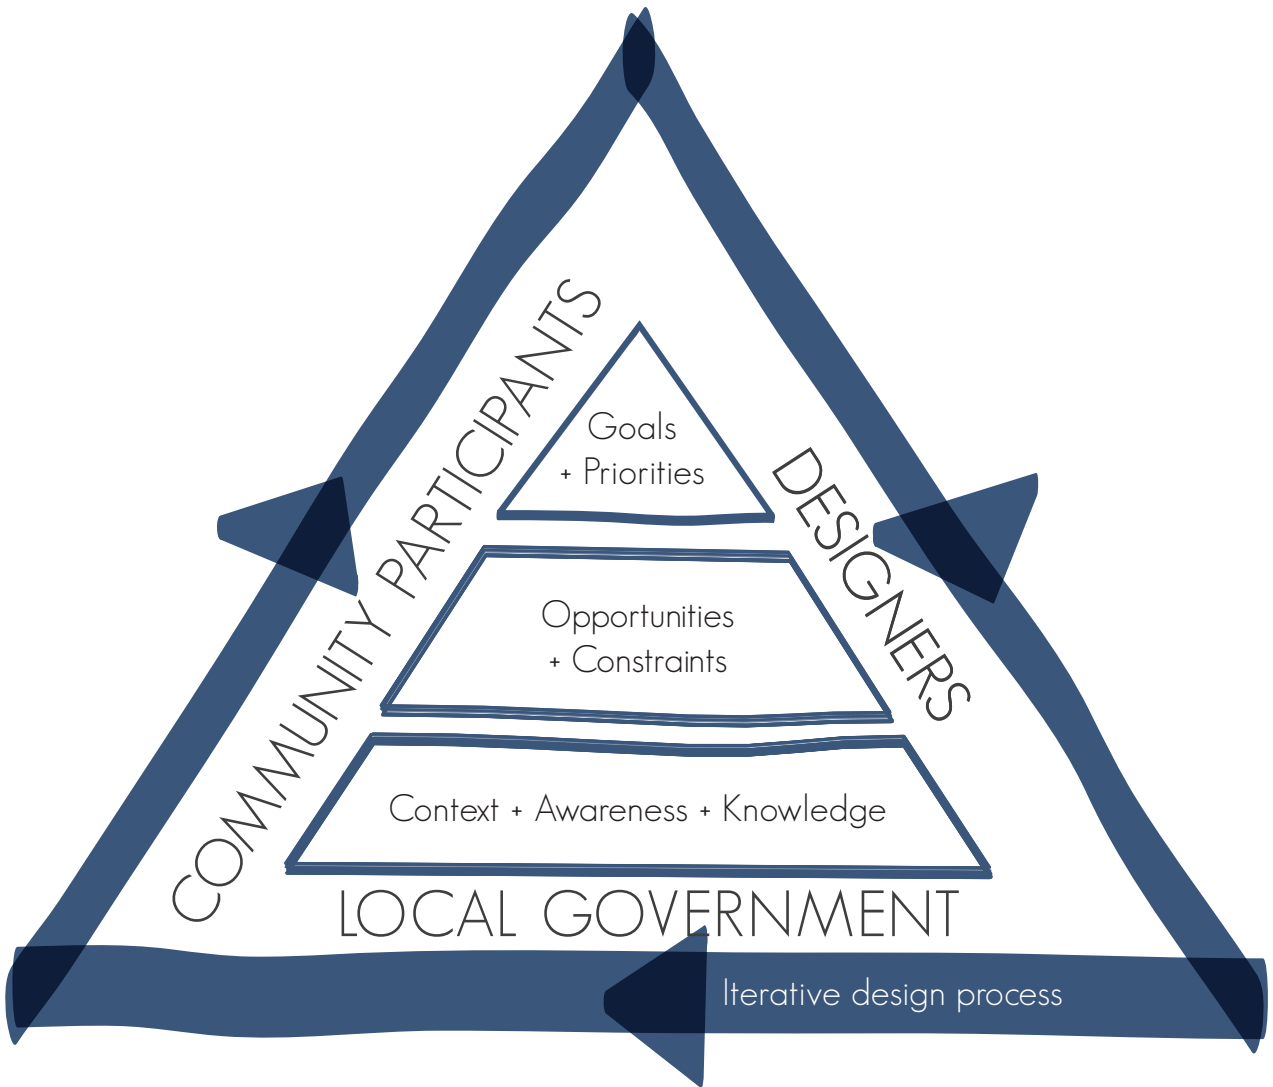 COMMUNITY PARTICIPANTS
DESIGNERS
Goals
+ Priorities
Opportunities
+ Constraints
Context + Awareness + Knowledge
LOCAL GOVERNMENT
Iterative design process